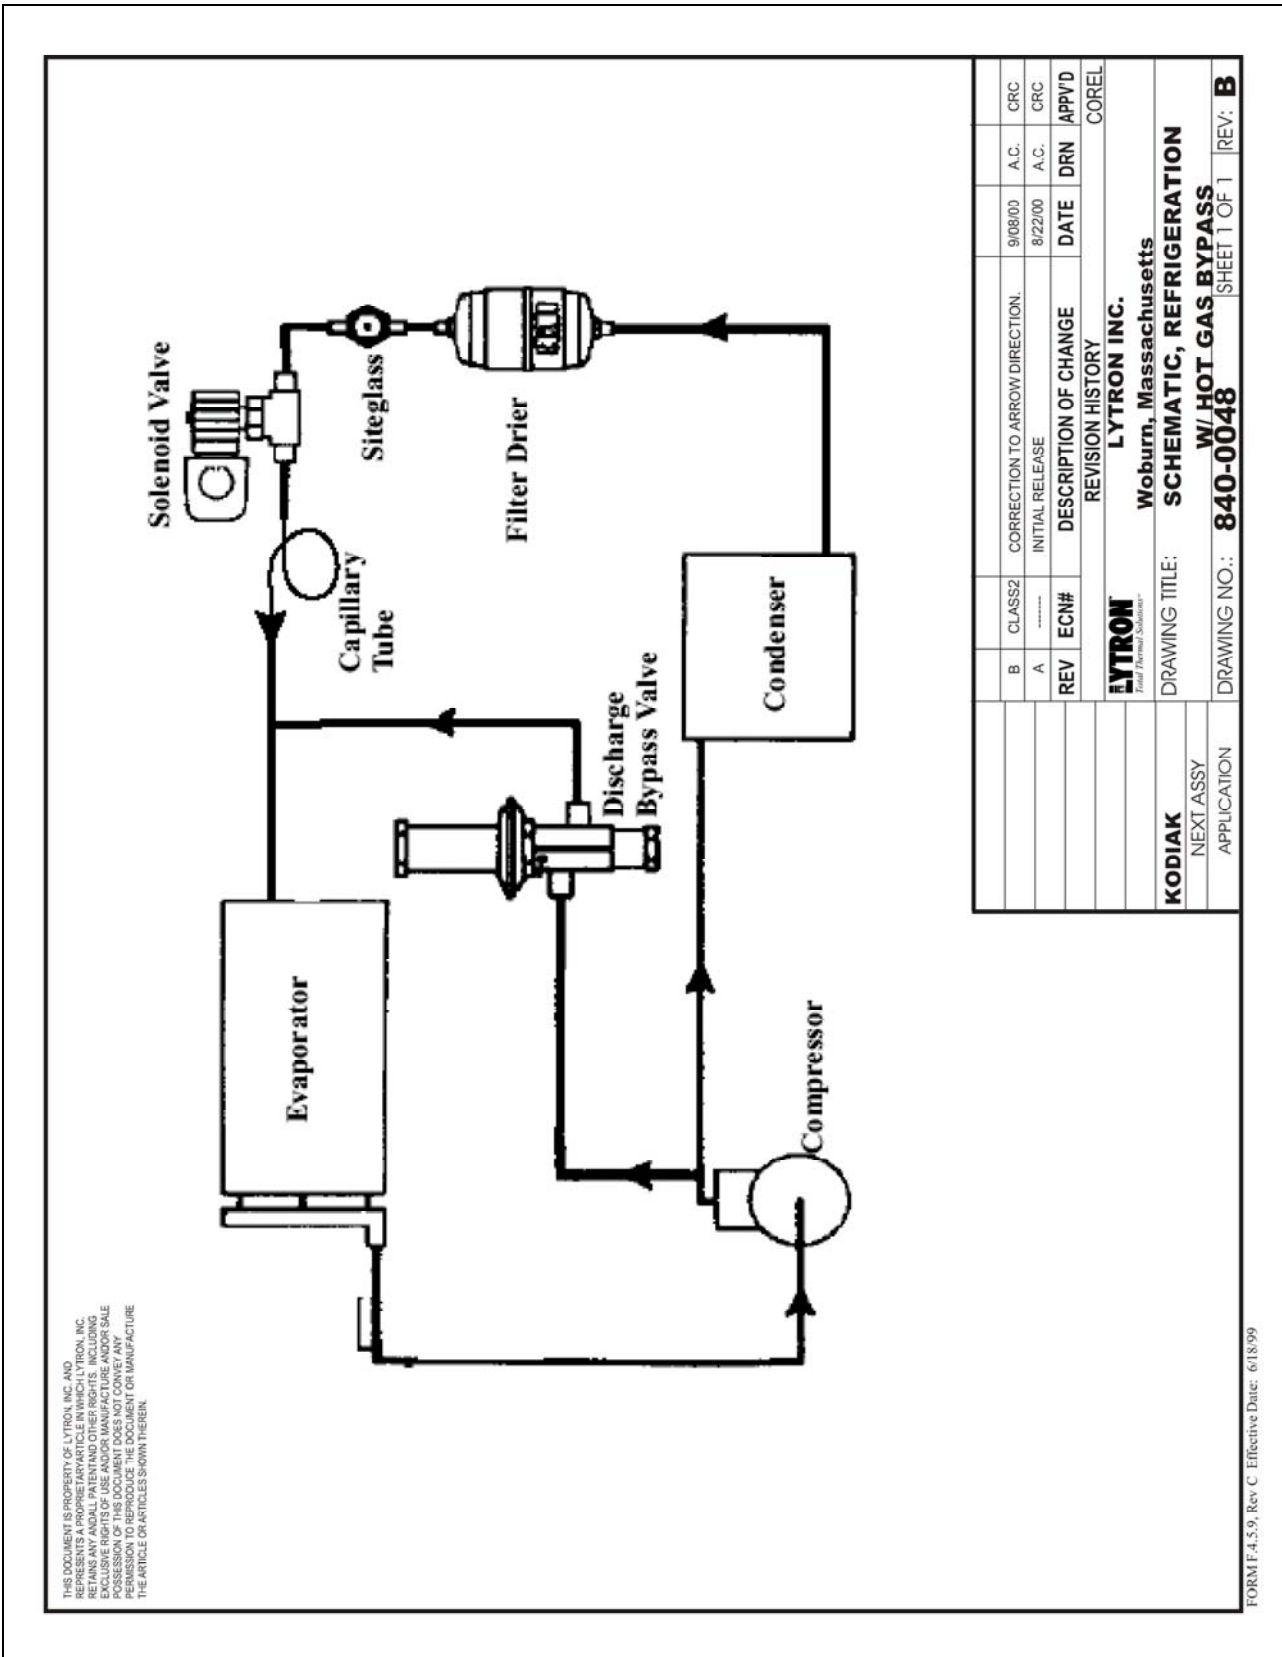 THIS DOCUMENT IS PROPERTY OF LYTRON, INC. AND
REPRESENTS A PROPRIETARYARTICLE IN WHICH LYTRON, INC.
RETAINS ANY ANDALL PATENTAND OTHER RIGHTS. INCLUDING
EXCLUSIVE RIGHTS OF USE AND/OR MANUFACTURE AND/OR SALE
POSSESSION OF THIS DOCUMENT DOES NOT CONVEY ANY
PERMISSION TO REPRODUCE THE DOCUMENT OR MANUFACTURE
THE ARTICLE OR ARTICLES SHOWN THEREIN.
Solenoid Valve
Evaporator
Capillary
Tube
Siteglass
Filter Drier
Discharge
Bypass Valve
Condenser
Compressor
B CLASS2 CORRECTION TO ARROW DIRECTION. 9/08/00 A.C. CRC
A ------- INITIAL RELEASE 8/22/00 A.C. CRC
REV ECN# DESCRIPTION OF CHANGE DATE DRN APPV'D
REVISION HISTORY COREL
LYTRON
Total Thermal Solutions
LYTRON INC.
Woburn, Massachusetts
KODIAK
NEXT ASSY
APPLICATION
DRAWING TITLE: SCHEMATIC, REFRIGERATION
W/ HOT GAS BYPASS
DRAWING NO.: 840-0048 SHEET 1 OF 1 REV: B
FORM F.4.5.9, Rev C Effective Date: 6/18/99